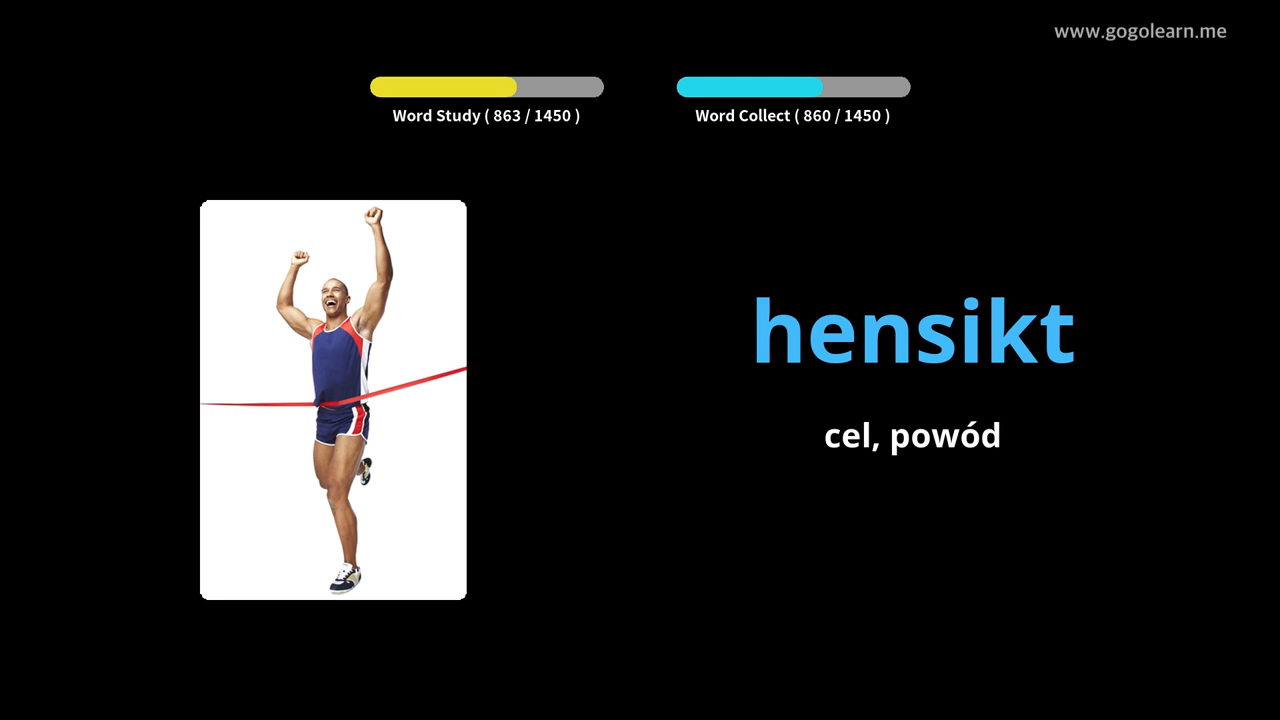 www.gogolearn.me
Word Study ( 863 / 1450 )
Word Collect ( 860 / 1450 )
hensikt
cel, powód